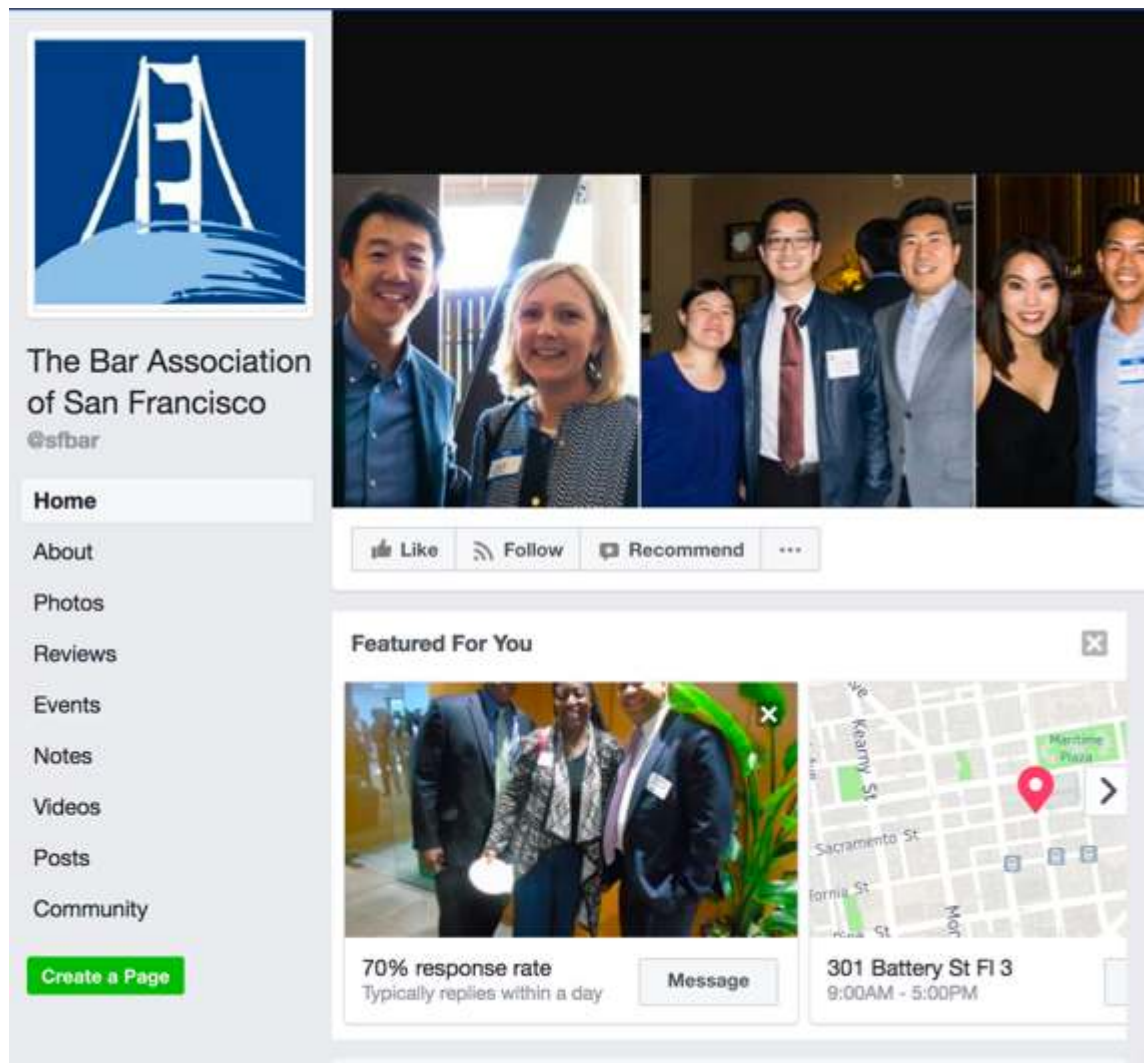 The Bar Association
of San Francisco
@sfbar
Home
About
Photos
Reviews
Events
Notes
Videos
Posts
Community
Create a Page
Like
Follow
Recommend
...
Featured For You
Kearny St
Maritime
Plaza
Sacramento St
St
St
70% response rate
Typically replies within a day
Message
301 Battery St Fl 3
9:00AM - 5:00PM